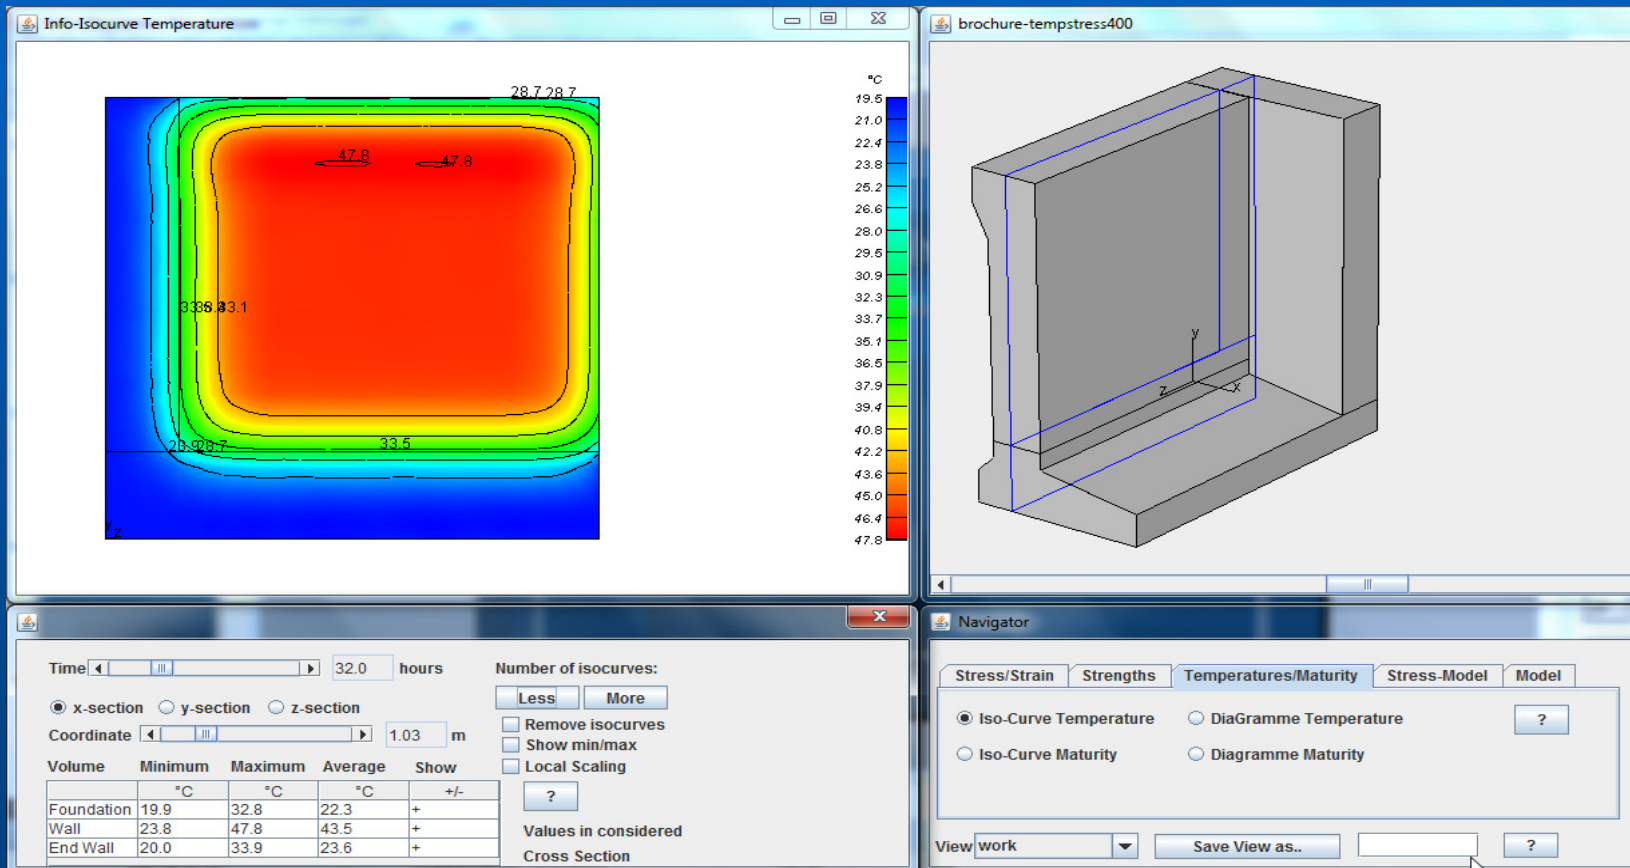 Info-Isocurve Temperature
28.7 28.7
47.8
47.8
43.1
33.5
23.9 28.7
z
°C
19.5
21.0
22.4
23.8
25.2
26.6
28.0
29.5
30.9
32.3
33.7
35.1
36.5
37.9
39.4
40.8
42.2
43.6
45.0
46.4
47.8
brochure-tempstress400
y
z
x
Time 32.0 hours
x-section y-section z-section
Coordinate 1.03 m
Volume Minimum Maximum Average Show
°C °C °C +/-
Foundation 19.9 32.8 22.3 +
Wall 23.8 47.8 43.5 +
End Wall 20.0 33.9 23.6 +
Number of isocurves:
Less More
Remove isocurves
Show min/max
Local Scaling
?
Values in considered
Cross Section
Navigator
Stress/Strain Strengths Temperatures/Maturity Stress-Model Model
Iso-Curve Temperature DiaGramme Temperature ?
Iso-Curve Maturity Diagramme Maturity
View work Save View as.. ?